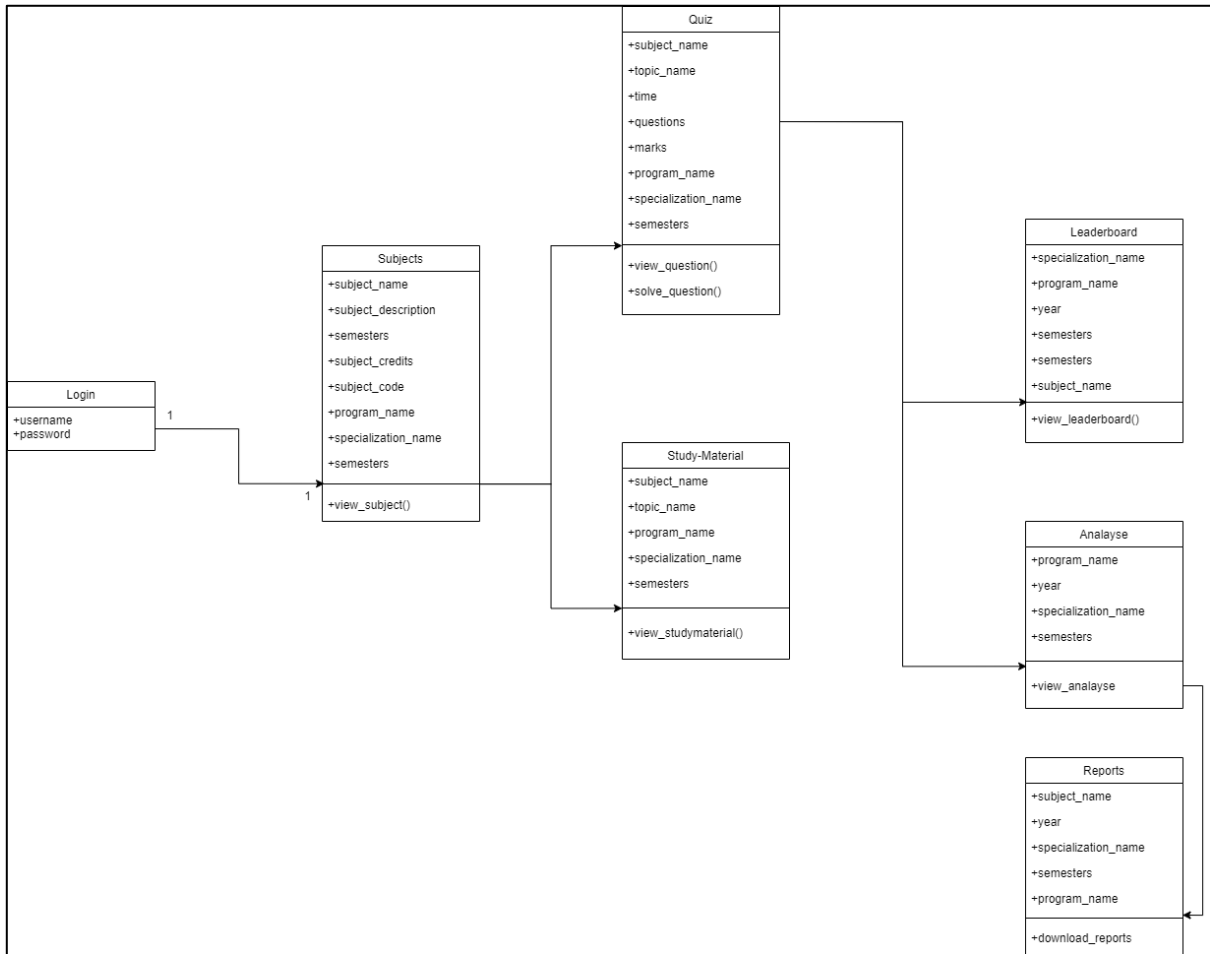 Login
+username
+password
1
1
Subjects
+subject_name
+subject_description
+semesters
+subject_credits
+subject_code
+program_name
+specialization_name
+semesters
+view_subject()
Quiz
+subject_name
+topic_name
+time
+questions
+marks
+program_name
+specialization_name
+semesters
+view_question()
+solve_question()
Study-Material
+subject_name
+topic_name
+program_name
+specialization_name
+semesters
+view_studymaterial()
Leaderboard
+specialization_name
+program_name
+year
+semesters
+semesters
+subject_name
+view_leaderboard()
Analayse
+program_name
+year
+specialization_name
+semesters
+view_analayse
Reports
+subject_name
+year
+specialization_name
+semesters
+program_name
+download_reports